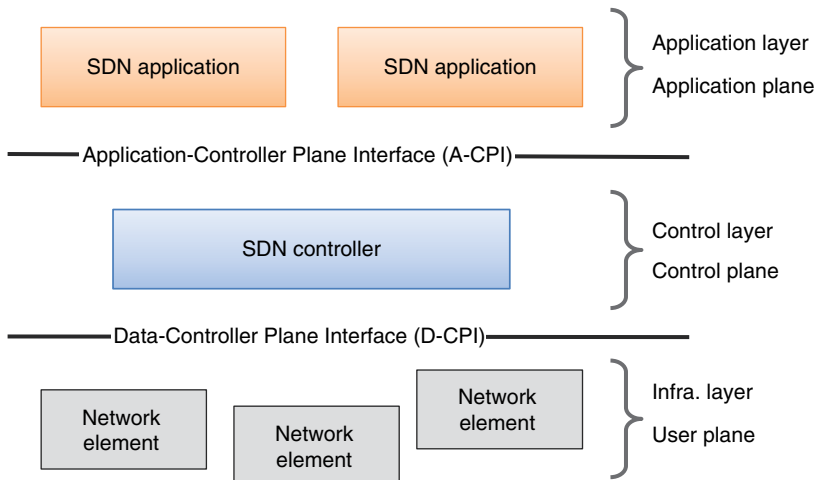 SDN application
SDN application
Application layer
Application plane
Application-Controller Plane Interface (A-CPI)
SDN controller
Control layer
Control plane
Data-Controller Plane Interface (D-CPI)
Network
element
Network
element
Network
element
Infra. layer
User plane